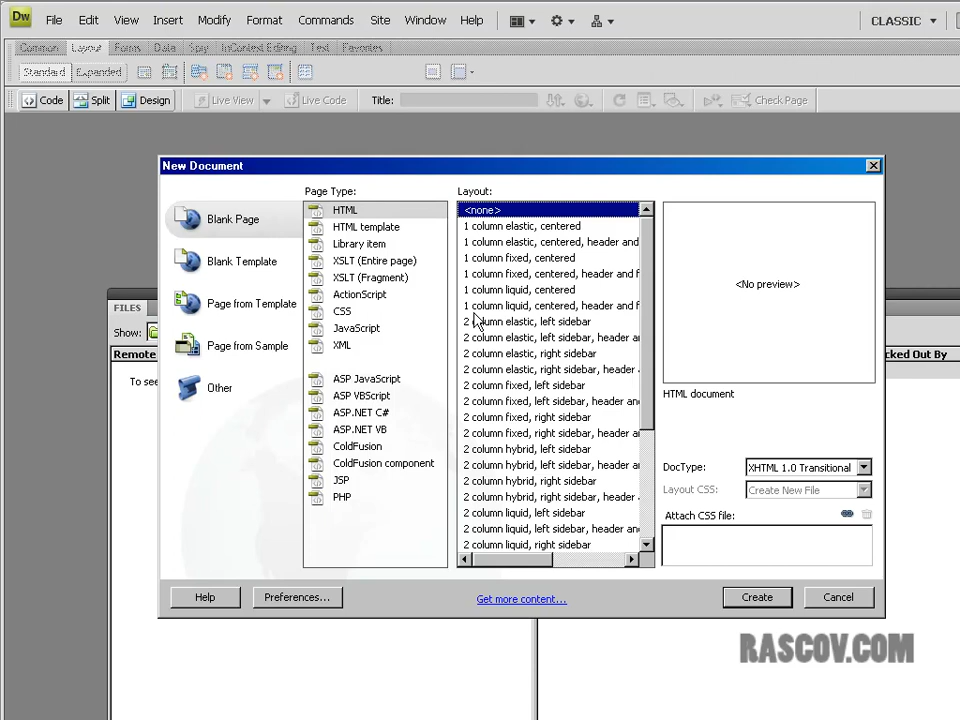 Dw File Edit View Insert Modify Format Commands Site Window Help CLASSIC
Common Layout Forms Data Spry InContext Editing Text Favorites
Standard Expanded
Code Split Design Live View Live Code Title: Check Page
New Document
Page Type:
Layout:
Blank Page
Blank Template
Page from Template
Page from Sample
Other
HTML
HTML template
Library item
XSLT (Entire page)
XSLT (Fragment)
ActionScript
CSS
JavaScript
XML
ASP JavaScript
ASP VBScript
ASP.NET C#
ASP.NET VB
ColdFusion
ColdFusion component
JSP
PHP
<none>
1 column elastic, centered
1 column elastic, centered, header and
1 column fixed, centered
1 column fixed, centered, header and f
1 column liquid, centered
1 column liquid, centered, header and f
2 column elastic, left sidebar
2 column elastic, left sidebar, header a
2 column elastic, right sidebar
2 column elastic, right sidebar, header
2 column fixed, left sidebar
2 column fixed, left sidebar, header an
2 column fixed, right sidebar
2 column fixed, right sidebar, header a
2 column hybrid, left sidebar
2 column hybrid, left sidebar, header a
2 column hybrid, right sidebar
2 column hybrid, right sidebar, header
2 column liquid, left sidebar
2 column liquid, left sidebar, header an
2 column liquid, right sidebar
<No preview>
HTML document
DocType: XHTML 1.0 Transitional
Layout CSS: Create New File
Attach CSS file:
Help Preferences... Get more content... Create Cancel
FILES
Show:
Remote
cked Out By
To see
RASCOV.COM